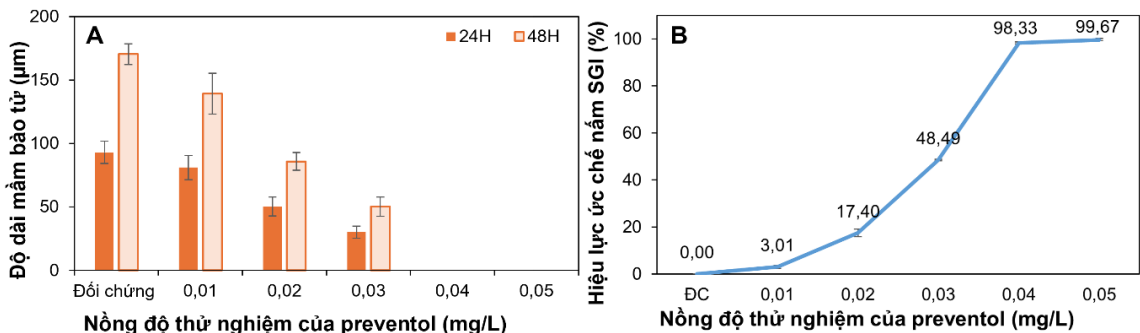 A
24H
48H
Độ dài mầm bào tử (µm)
200
150
100
50
0
Đối chứng
0,01
0,02
0,03
0,04
0,05
Nồng độ thử nghiệm của preventol (mg/L)
B
Hiệu lực ức chế nấm SGI (%)
100
80
60
40
20
0
0,00
3,01
17,40
48,49
98,33
99,67
ĐC
0,01
0,02
0,03
0,04
0,05
Nồng độ thử nghiệm của preventol (mg/L)